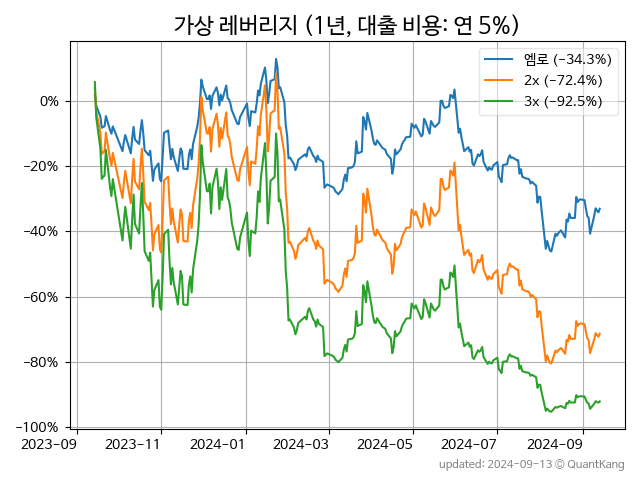 가상 레버리지 (1년, 대출 비용: 연 5%)
엠로 (−34.3%)
2x (−72.4%)
3x (−92.5%)
0%
−20%
−40%
−60%
−80%
−100%
2023−09 2023−11 2024−01 2024−03 2024−05 2024−07 2024−09
updated: 2024-09-13 © QuantKang